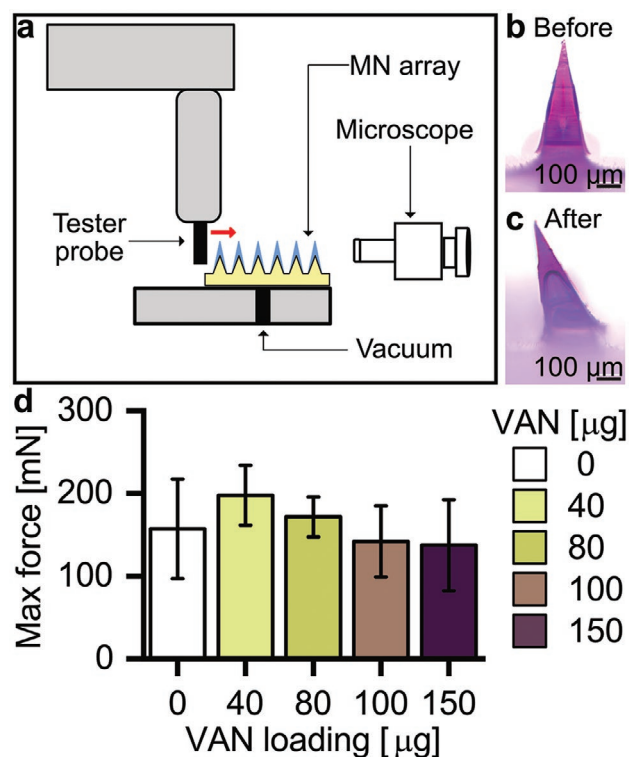 a
MN array
Microscope
Tester
probe
Vacuum
b Before
100 μm
c After
100 μm
d
300
200
100
0
Max force [mN]
0 40 80 100 150
VAN loading [μg]
VAN [μg]
0
40
80
100
150